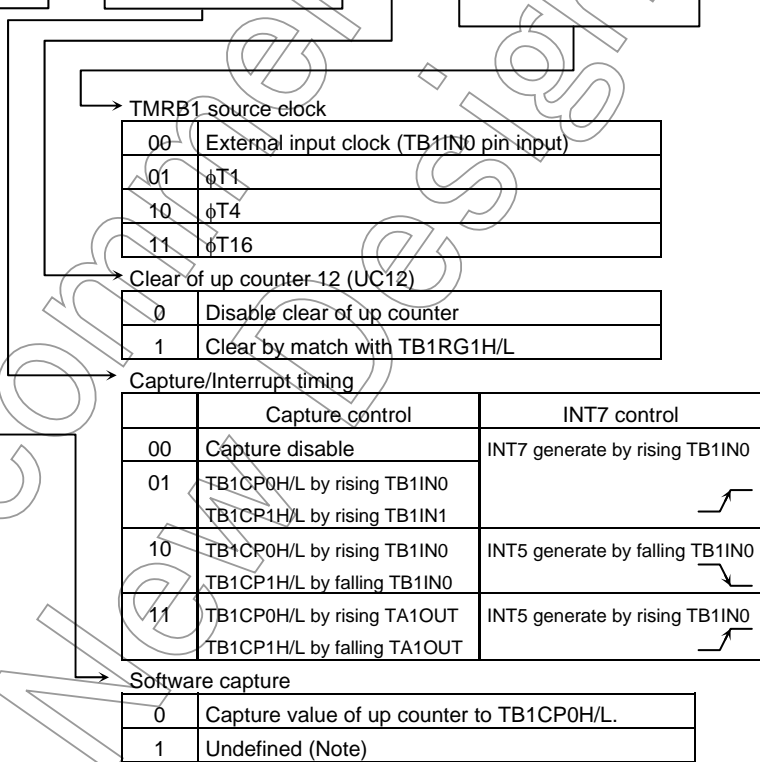 TMRB1 source clock
00 External input clock (TB1IN0 pin input)
01 ϕT1
10 ϕT4
11 ϕT16
Clear of up counter 12 (UC12)
0 Disable clear of up counter
1 Clear by match with TB1RG1H/L
Capture/Interrupt timing
Capture control INT7 control
00 Capture disable INT7 generate by rising TB1IN0
01 TB1CP0H/L by rising TB1IN0
TB1CP1H/L by rising TB1IN1
10 TB1CP0H/L by rising TB1IN0 INT5 generate by falling TB1IN0
TB1CP1H/L by falling TB1IN0
11 TB1CP0H/L by rising TA1OUT INT5 generate by rising TB1IN0
TB1CP1H/L by falling TA1OUT
Software capture
0 Capture value of up counter to TB1CP0H/L.
1 Undefined (Note)